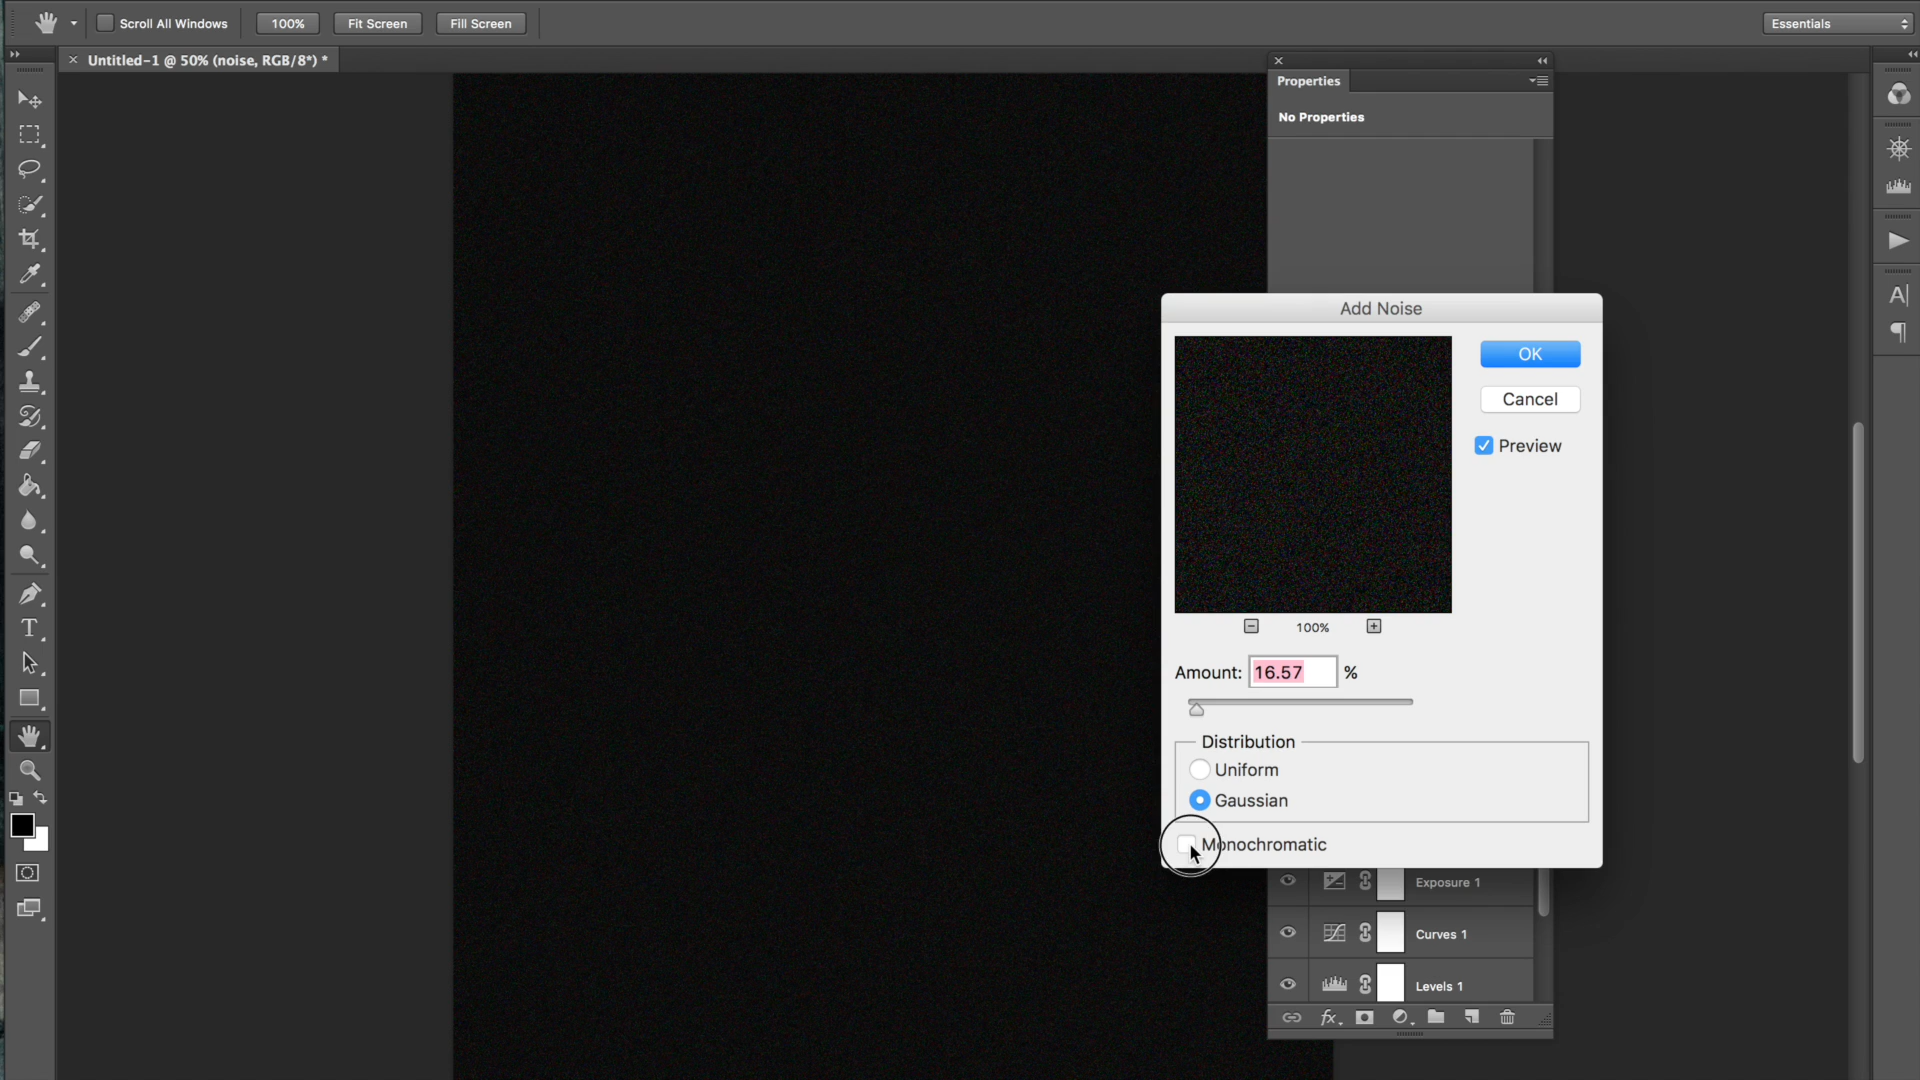 Scroll All Windows
100%
Fit Screen
Fill Screen
Essentials
Untitled-1 @ 50% (noise, RGB/8*) *
Properties
No Properties
Add Noise
OK
Cancel
Preview
100%
Amount: 16.57 %
Distribution
Uniform
Gaussian
Monochromatic
Exposure 1
Curves 1
Levels 1